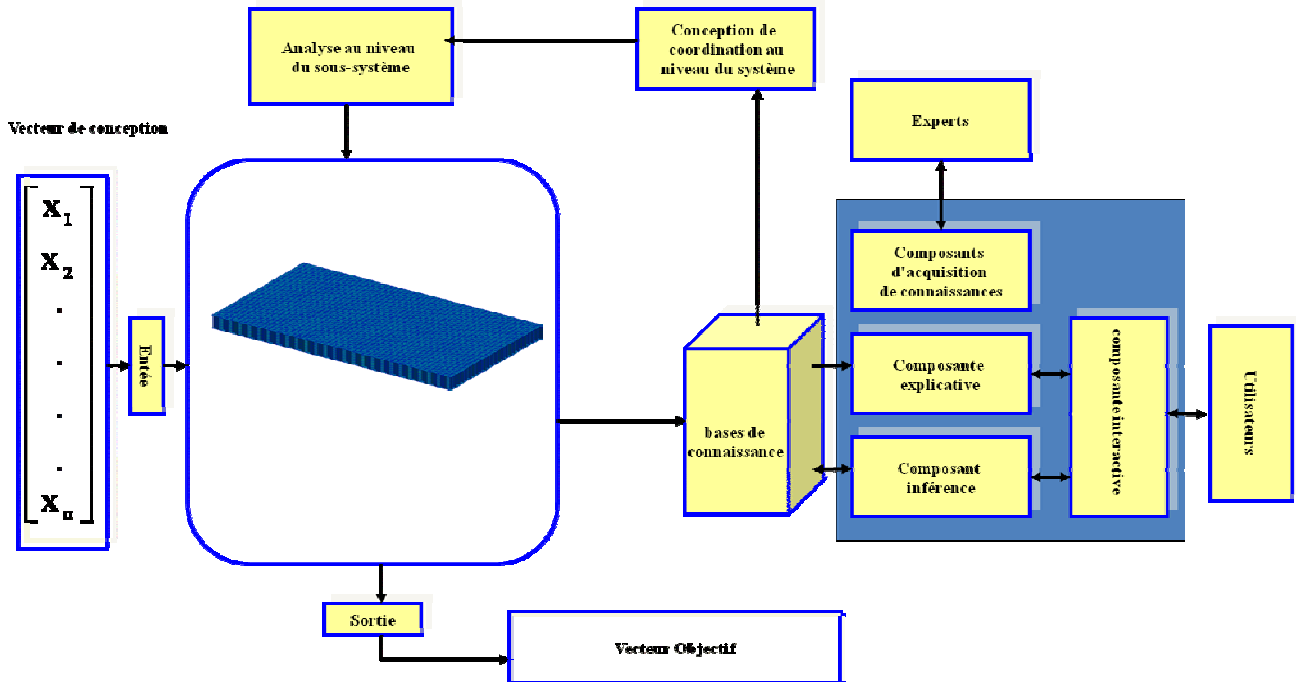 Analyse au niveau
du sous-système
Conception de
coordination au
niveau du système
Experts
Vecteur de conception
X1
X2
.
.
.
.
Xn
Entée
Composants
d'acquisition
de connaissances
Composante
explicative
composante interactive
Utilisateurs
bases de
connaissance
Composant
inférence
Sortie
Vecteur Objectif